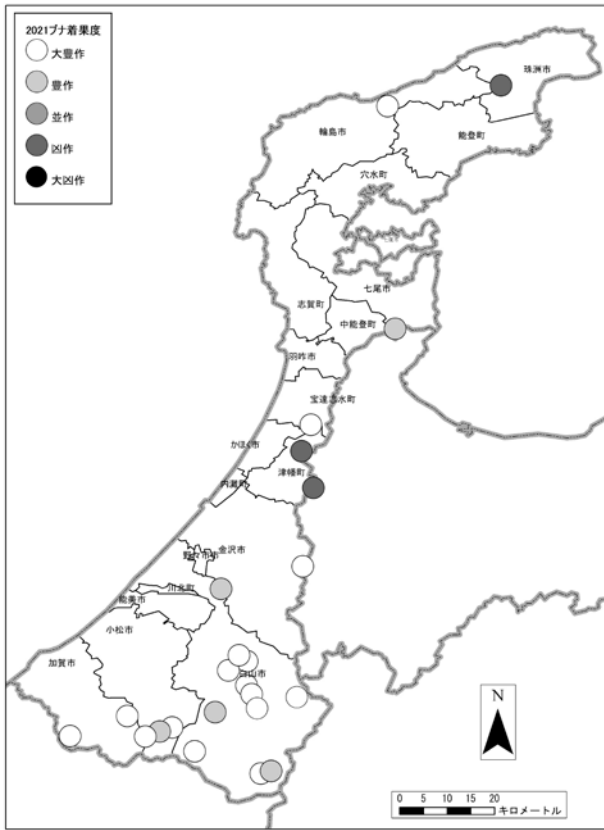 2021ブナ着果度
大豊作
豊作
並作
凶作
大凶作
珠洲市
輪島市
能登町
穴水町
七尾市
志賀町
中能登町
羽咋市
宝達志水町
かほく市
津幡町
内灘町
金沢市
野々市市
川北町
能美市
小松市
白山市
加賀市
N
0 5 10 15 20
キロメートル